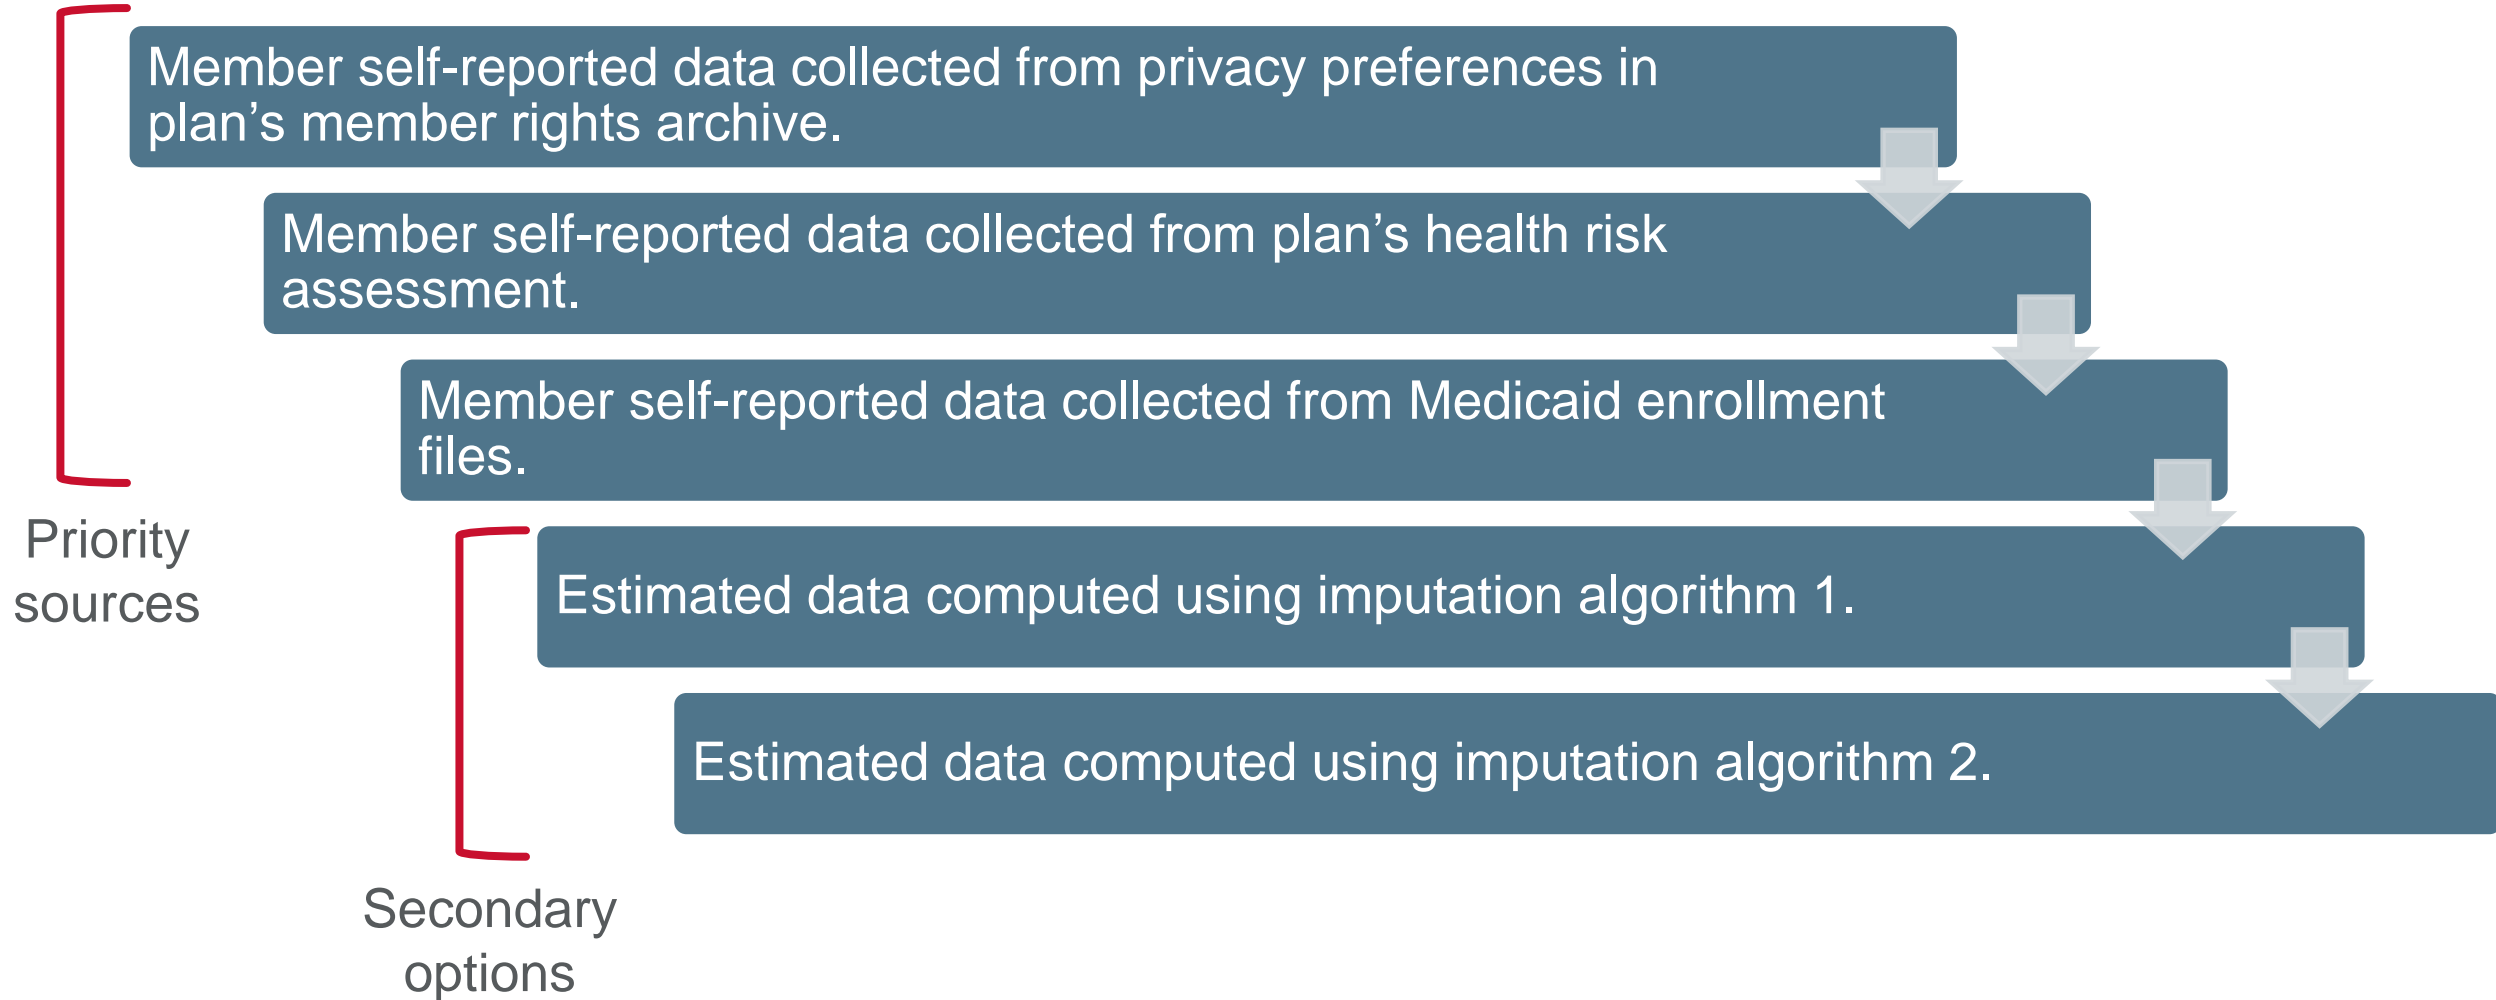 Member self-reported data collected from privacy preferences in
plan’s member rights archive.
Member self-reported data collected from plan’s health risk
assessment.
Member self-reported data collected from Medicaid enrollment
files.
Priority
sources
Estimated data computed using imputation algorithm 1.
Estimated data computed using imputation algorithm 2.
Secondary
options